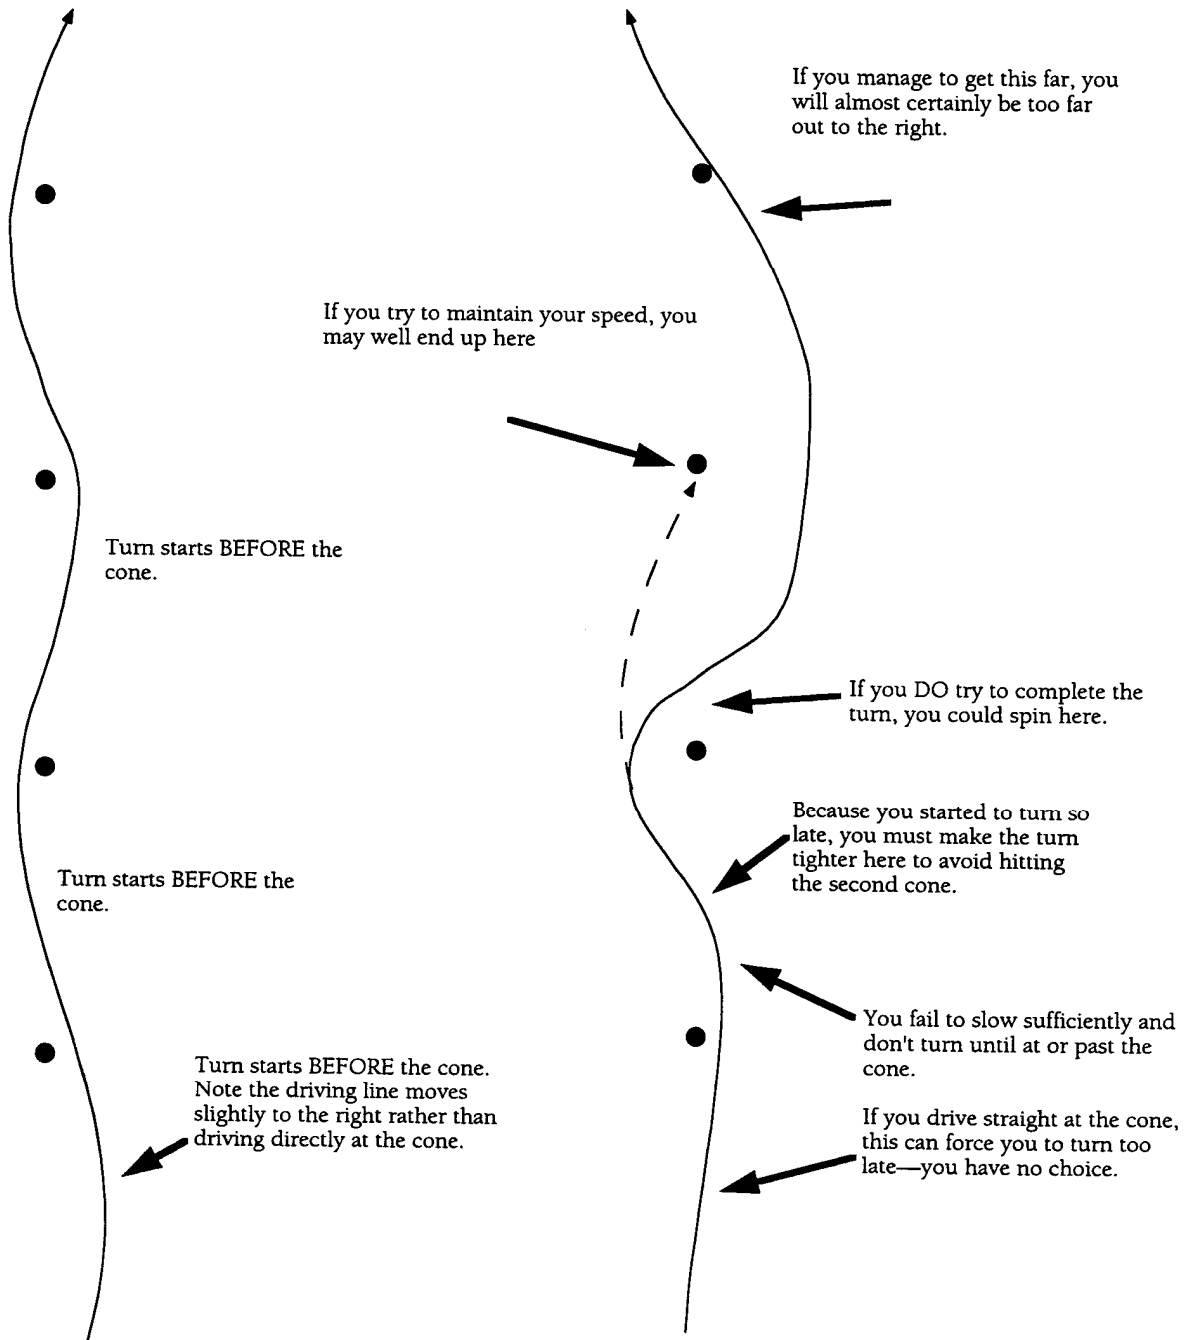 If you manage to get this far, you
will almost certainly be too far
out to the right.
If you try to maintain your speed, you
may well end up here
Turn starts BEFORE the
cone.
If you DO try to complete the
turn, you could spin here.
Because you started to turn so
late, you must make the turn
tighter here to avoid hitting
the second cone.
Turn starts BEFORE the
cone.
You fail to slow sufficiently and
don't turn until at or past the
cone.
Turn starts BEFORE the cone.
Note the driving line moves
slightly to the right rather than
driving directly at the cone.
If you drive straight at the cone,
this can force you to turn too
late—you have no choice.